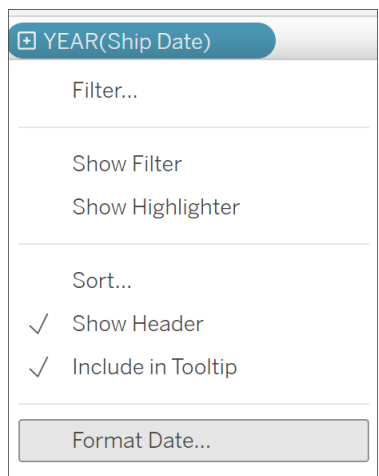 YEAR(Ship Date)
Filter...
Show Filter
Show Highlighter
Sort...
Show Header
Include in Tooltip
Format Date...